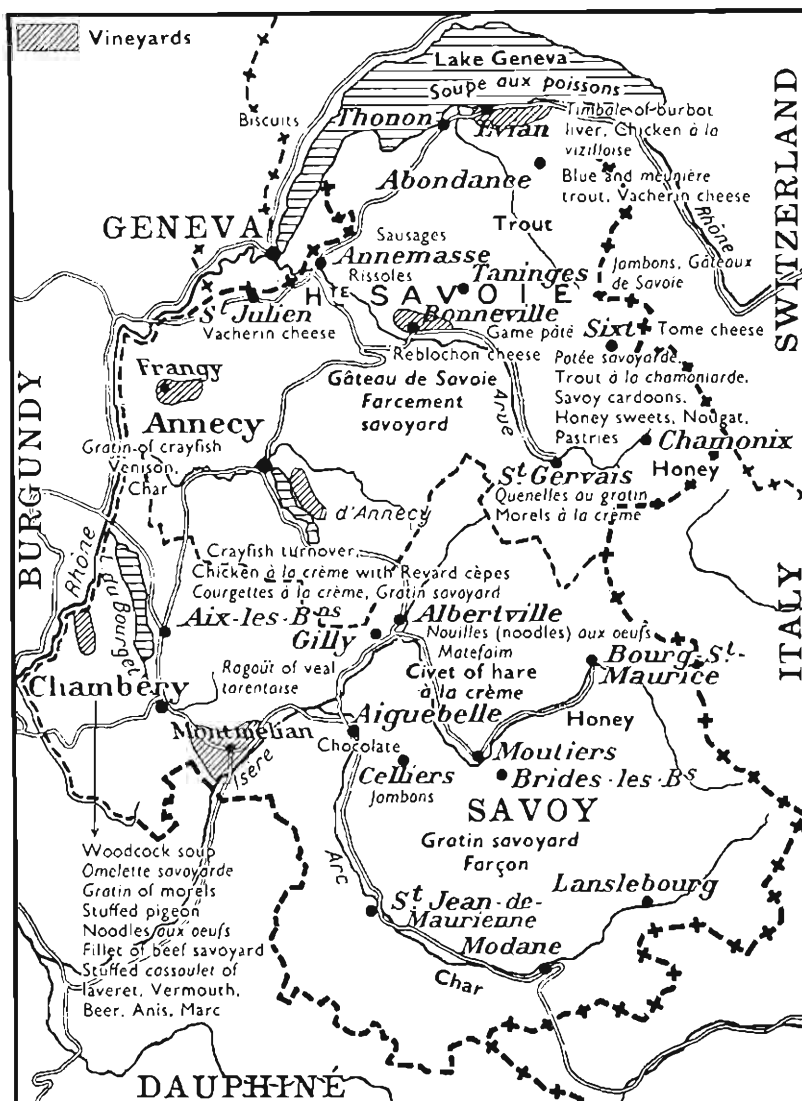 Vineyards
Lake Geneva
Soupe aux poissons
Biscuits
Thonon
Evian
Timbale of burbot
liver, Chicken à la
vizilloise
Abondance
Blue and meunière
trout, Vacherin cheese
SWITZERLAND
Rhône
GENEVA
Trout
Sausages
Annemasse
Rissoles
Taninges
Jambons, Gâteaux
de Savoie
HTE SAVOIE
St Julien
Vacherin cheese
Bonneville
Game pâté
Sixt
Tome cheese
Reblochon cheese
Potée savoyarde,
Trout à la chamoniarde,
Savoy cardoons,
Honey sweets, Nougat,
Pastries
Frangy
Gâteau de Savoie
Farcement
savoyard
Arve
BURGUNDY
Annecy
Gratin of crayfish
Venison,
Char
Chamonix
Honey
St Gervais
Quenelles au gratin
Morels à la crème
d'Annecy
Rhône
du Bourget
Crayfish turnover,
Chicken à la crème with Revard cèpes
Courgettes à la crème, Gratin savoyard
Aix-les-Bns
Albertville
Gilly
Nouilles (noodles) aux oeufs
Matefaim
ITALY
Bourg-St-
Maurice
Civet of hare
à la crème
Ragoût of veal
tarentaise
Chambéry
Honey
Aiguebelle
Montmélian
Chocolate
Isère
Moutiers
Celliers
Jambons
Brides-les-Bs
SAVOY
Gratin savoyard
Farçon
Arc
Woodcock soup
Omelette savoyarde
Gratin of morels
Stuffed pigeon
Noodles aux oeufs
Fillet of beef savoyard
Stuffed cassoulet of
laveret, Vermouth,
Beer, Anis, Marc
Lanslebourg
St Jean-de-
Maurienne
Modane
Char
DAUPHINÉ